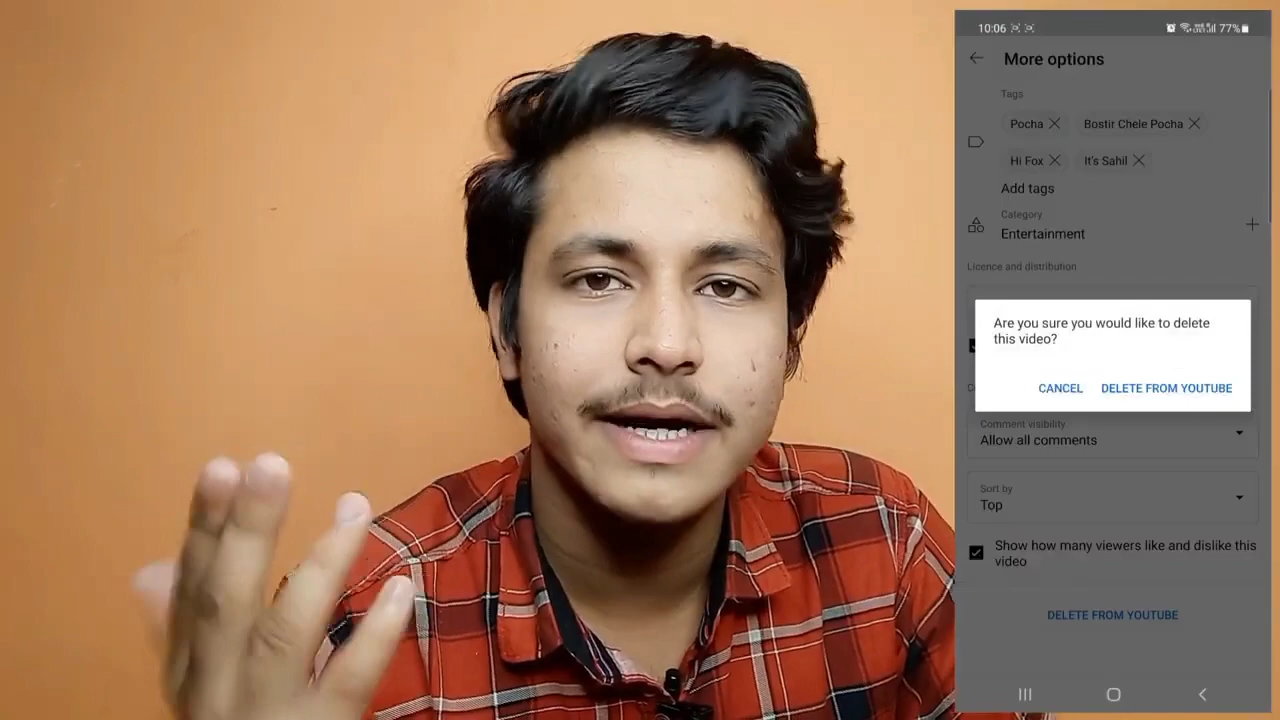 10:06
77%
More options
Tags
Pocha
Bostir Chele Pocha
Hi Fox
It's Sahil
Add tags
Category
Entertainment
Licence and distribution
Are you sure you would like to delete
this video?
CANCEL
DELETE FROM YOUTUBE
Comment visibility
Allow all comments
Sort by
Top
Show how many viewers like and dislike this
video
DELETE FROM YOUTUBE